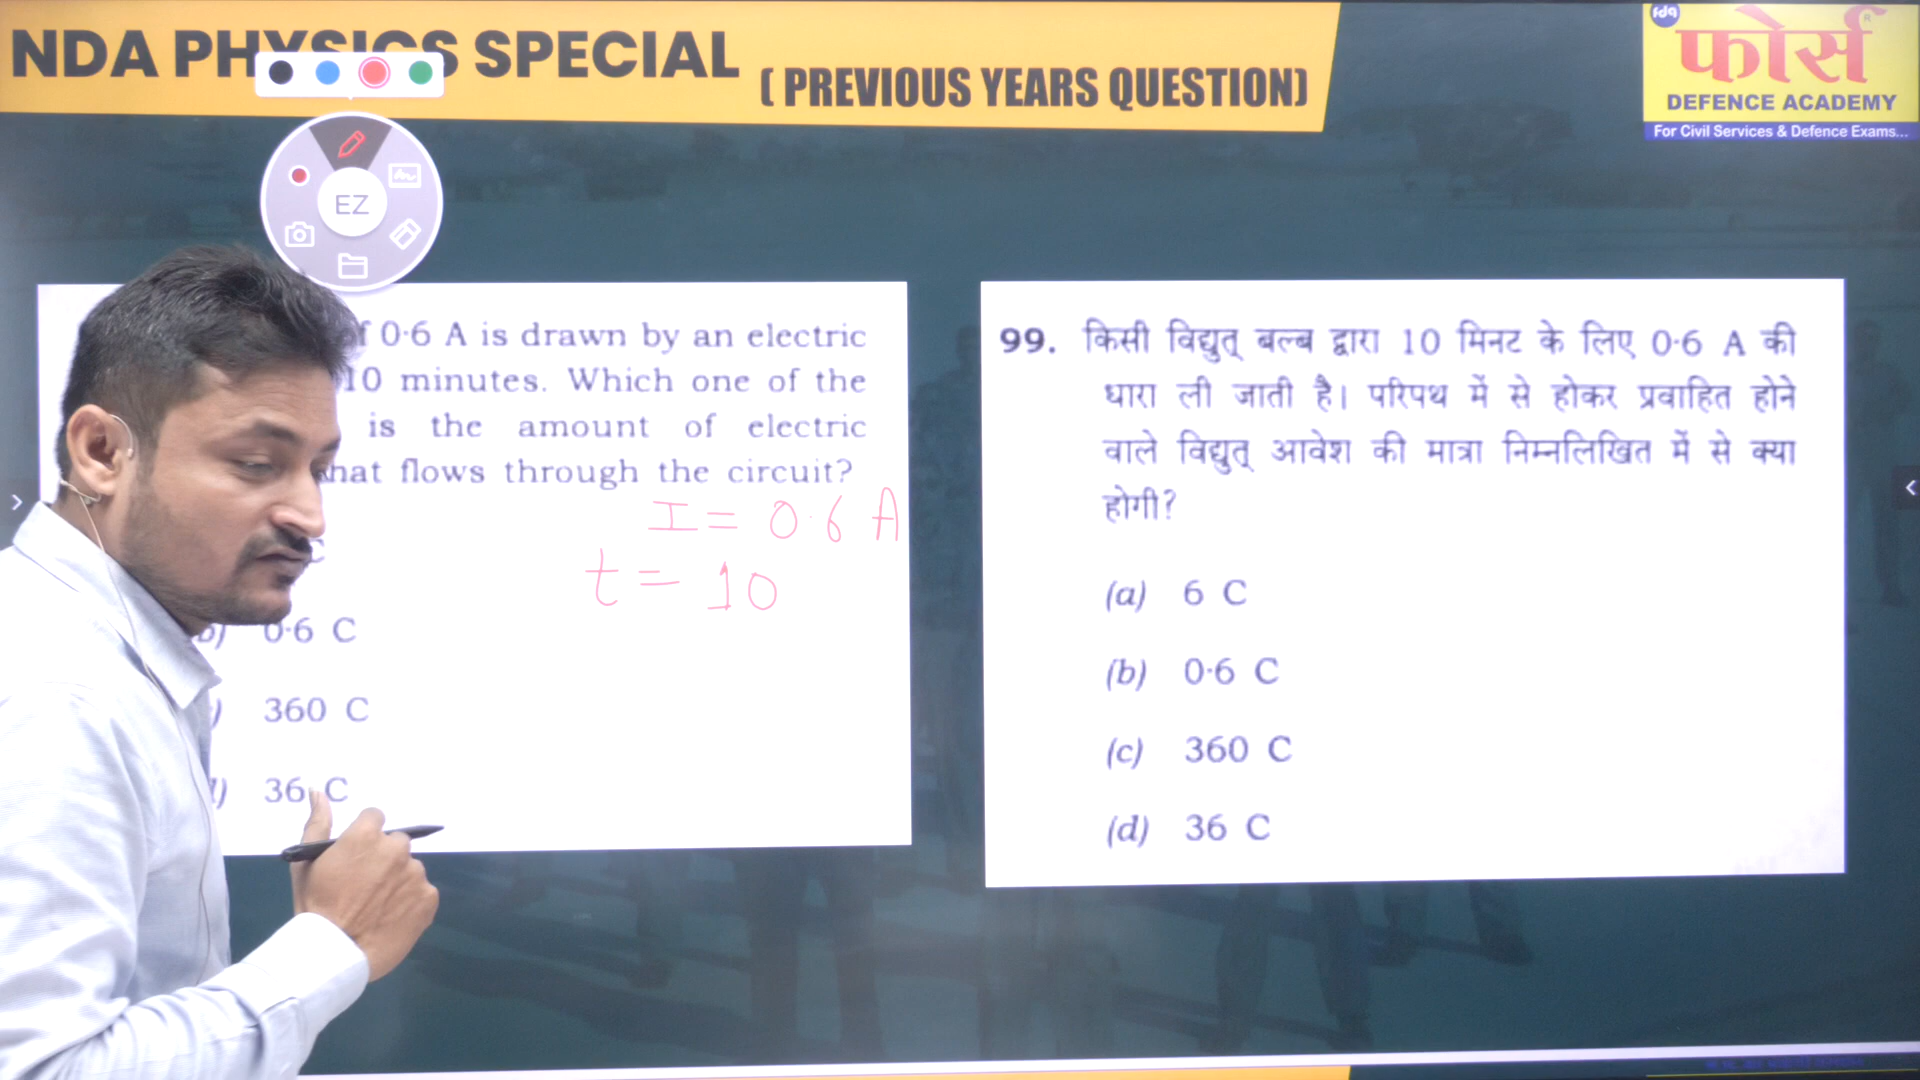 NDA PHYSICS SPECIAL
( PREVIOUS YEARS QUESTION)
fda
फोर्स
DEFENCE ACADEMY
For Civil Services & Defence Exams...
EZ
0·6 A is drawn by an electric
10 minutes. Which one of the
is the amount of electric
that flows through the circuit?
I = 0.6 A
t = 10
C
b) 0·6 C
) 360 C
) 36 C
99. किसी विद्युत् बल्ब द्वारा 10 मिनट के लिए 0·6 A की
धारा ली जाती है। परिपथ में से होकर प्रवाहित होने
वाले विद्युत् आवेश की मात्रा निम्नलिखित में से क्या
होगी?
(a) 6 C
(b) 0·6 C
(c) 360 C
(d) 36 C